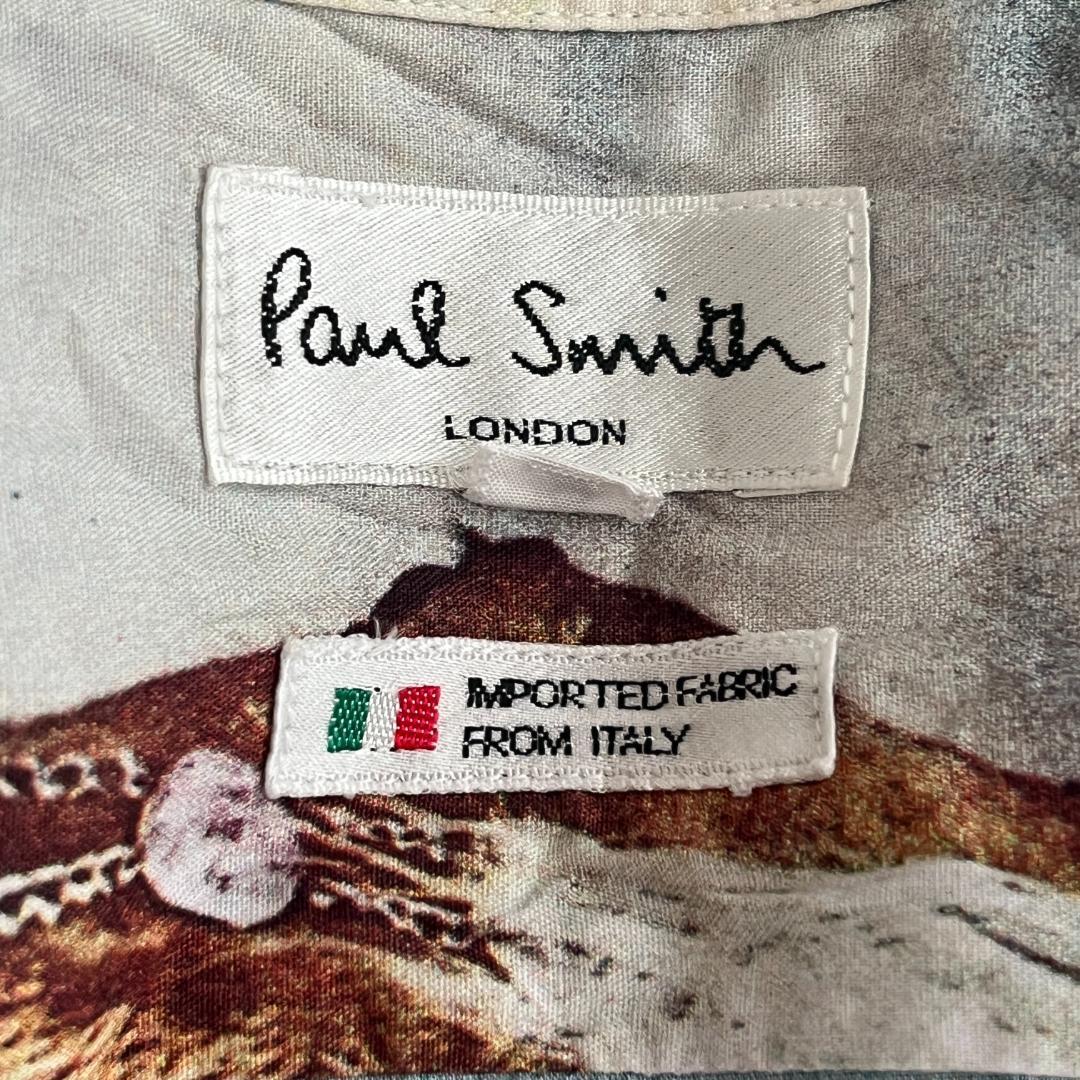 Paul Smith
LONDON
IMPORTED FABRIC
FROM ITALY